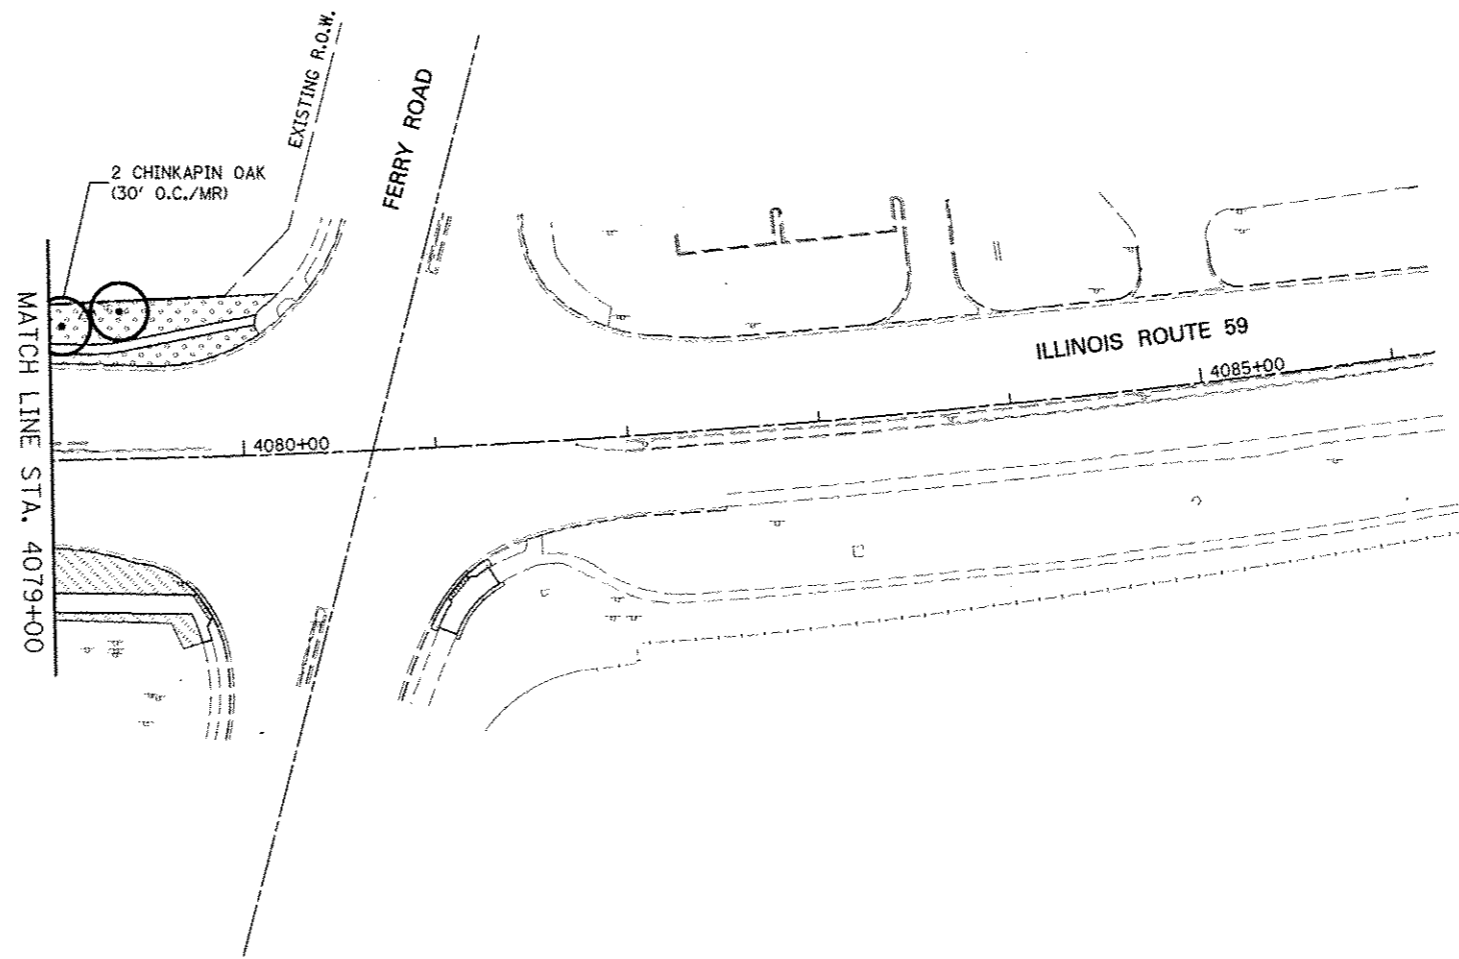 EXISTING R.O.W.
FERRY ROAD
2 CHINKAPIN OAK
(30' O.C./MR)
MATCH LINE STA. 4079+00
ILLINOIS ROUTE 59
4085+00
4080+00